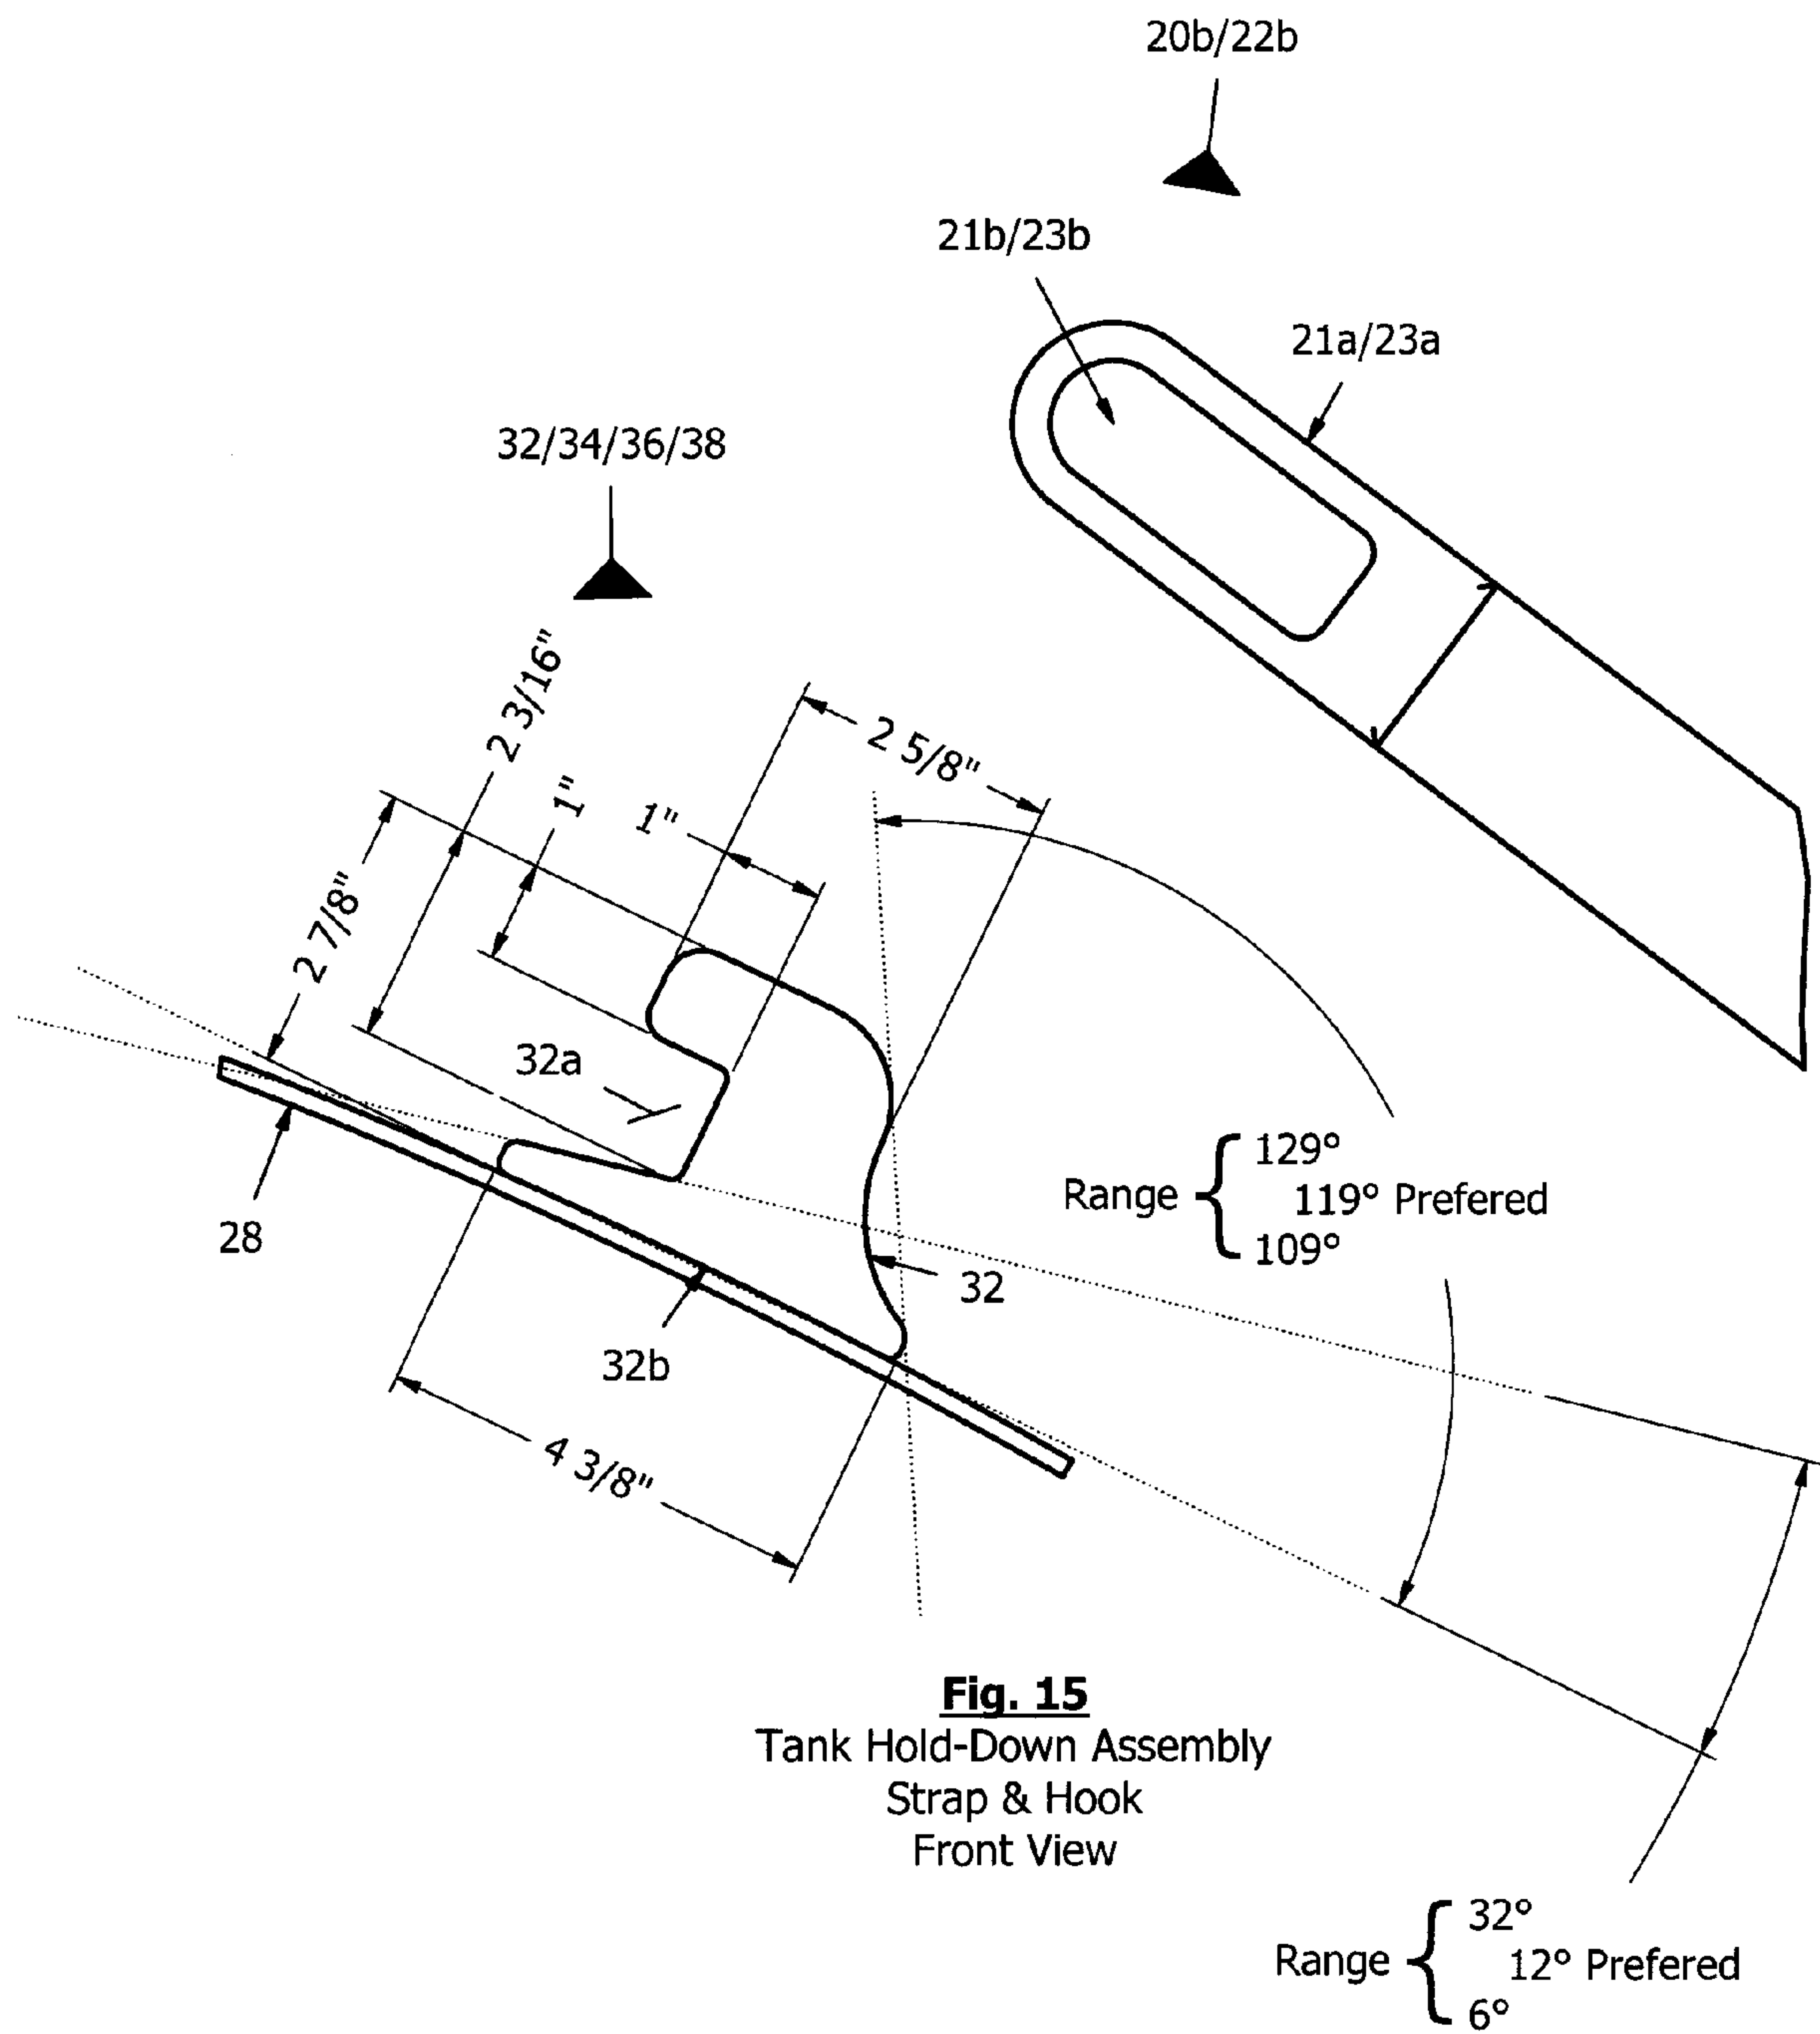 20b/22b
21b/23b
21a/23a
32/34/36/38
2 3/16"
2 5/8"
1"
1"
2 7/8"
32a
Range { 129°
119° Prefered
109°
28
32
32b
4 3/8"
Fig. 15
Tank Hold-Down Assembly
Strap & Hook
Front View
Range { 32°
12° Prefered
6°